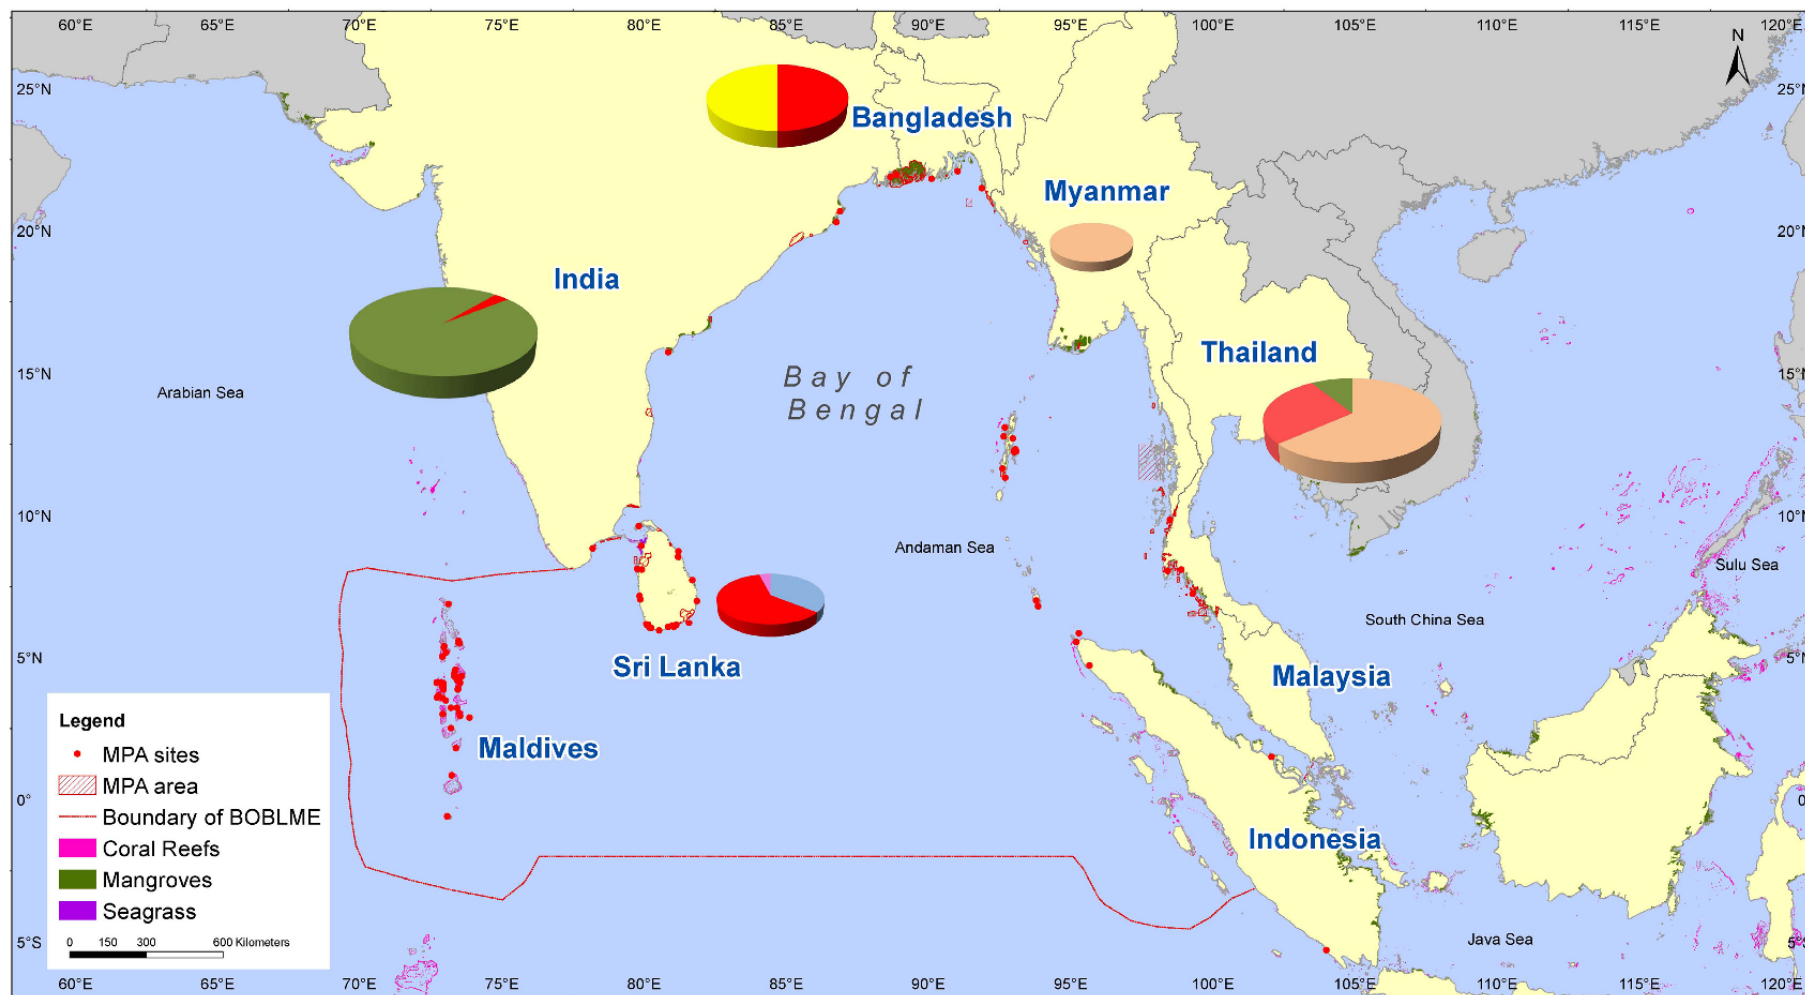 60°E 65°E 70°E 75°E 80°E 85°E 90°E 95°E 100°E 105°E 110°E 115°E 120°E
N
25°N 25°N
Bangladesh
Myanmar
20°N 20°N
India
Thailand
15°N 15°N
Bay of
Bengal
Arabian Sea
10°N 10°N
Andaman Sea
Sulu Sea
South China Sea
5°N 5°N
Sri Lanka
Malaysia
Maldives
0° 0
Indonesia
5°S 5°S
Java Sea
Legend
MPA sites
MPA area
Boundary of BOBLME
Coral Reefs
Mangroves
Seagrass
0 150 300 600 Kilometers
60°E 65°E 70°E 75°E 80°E 85°E 90°E 95°E 100°E 105°E 110°E 115°E 120°E